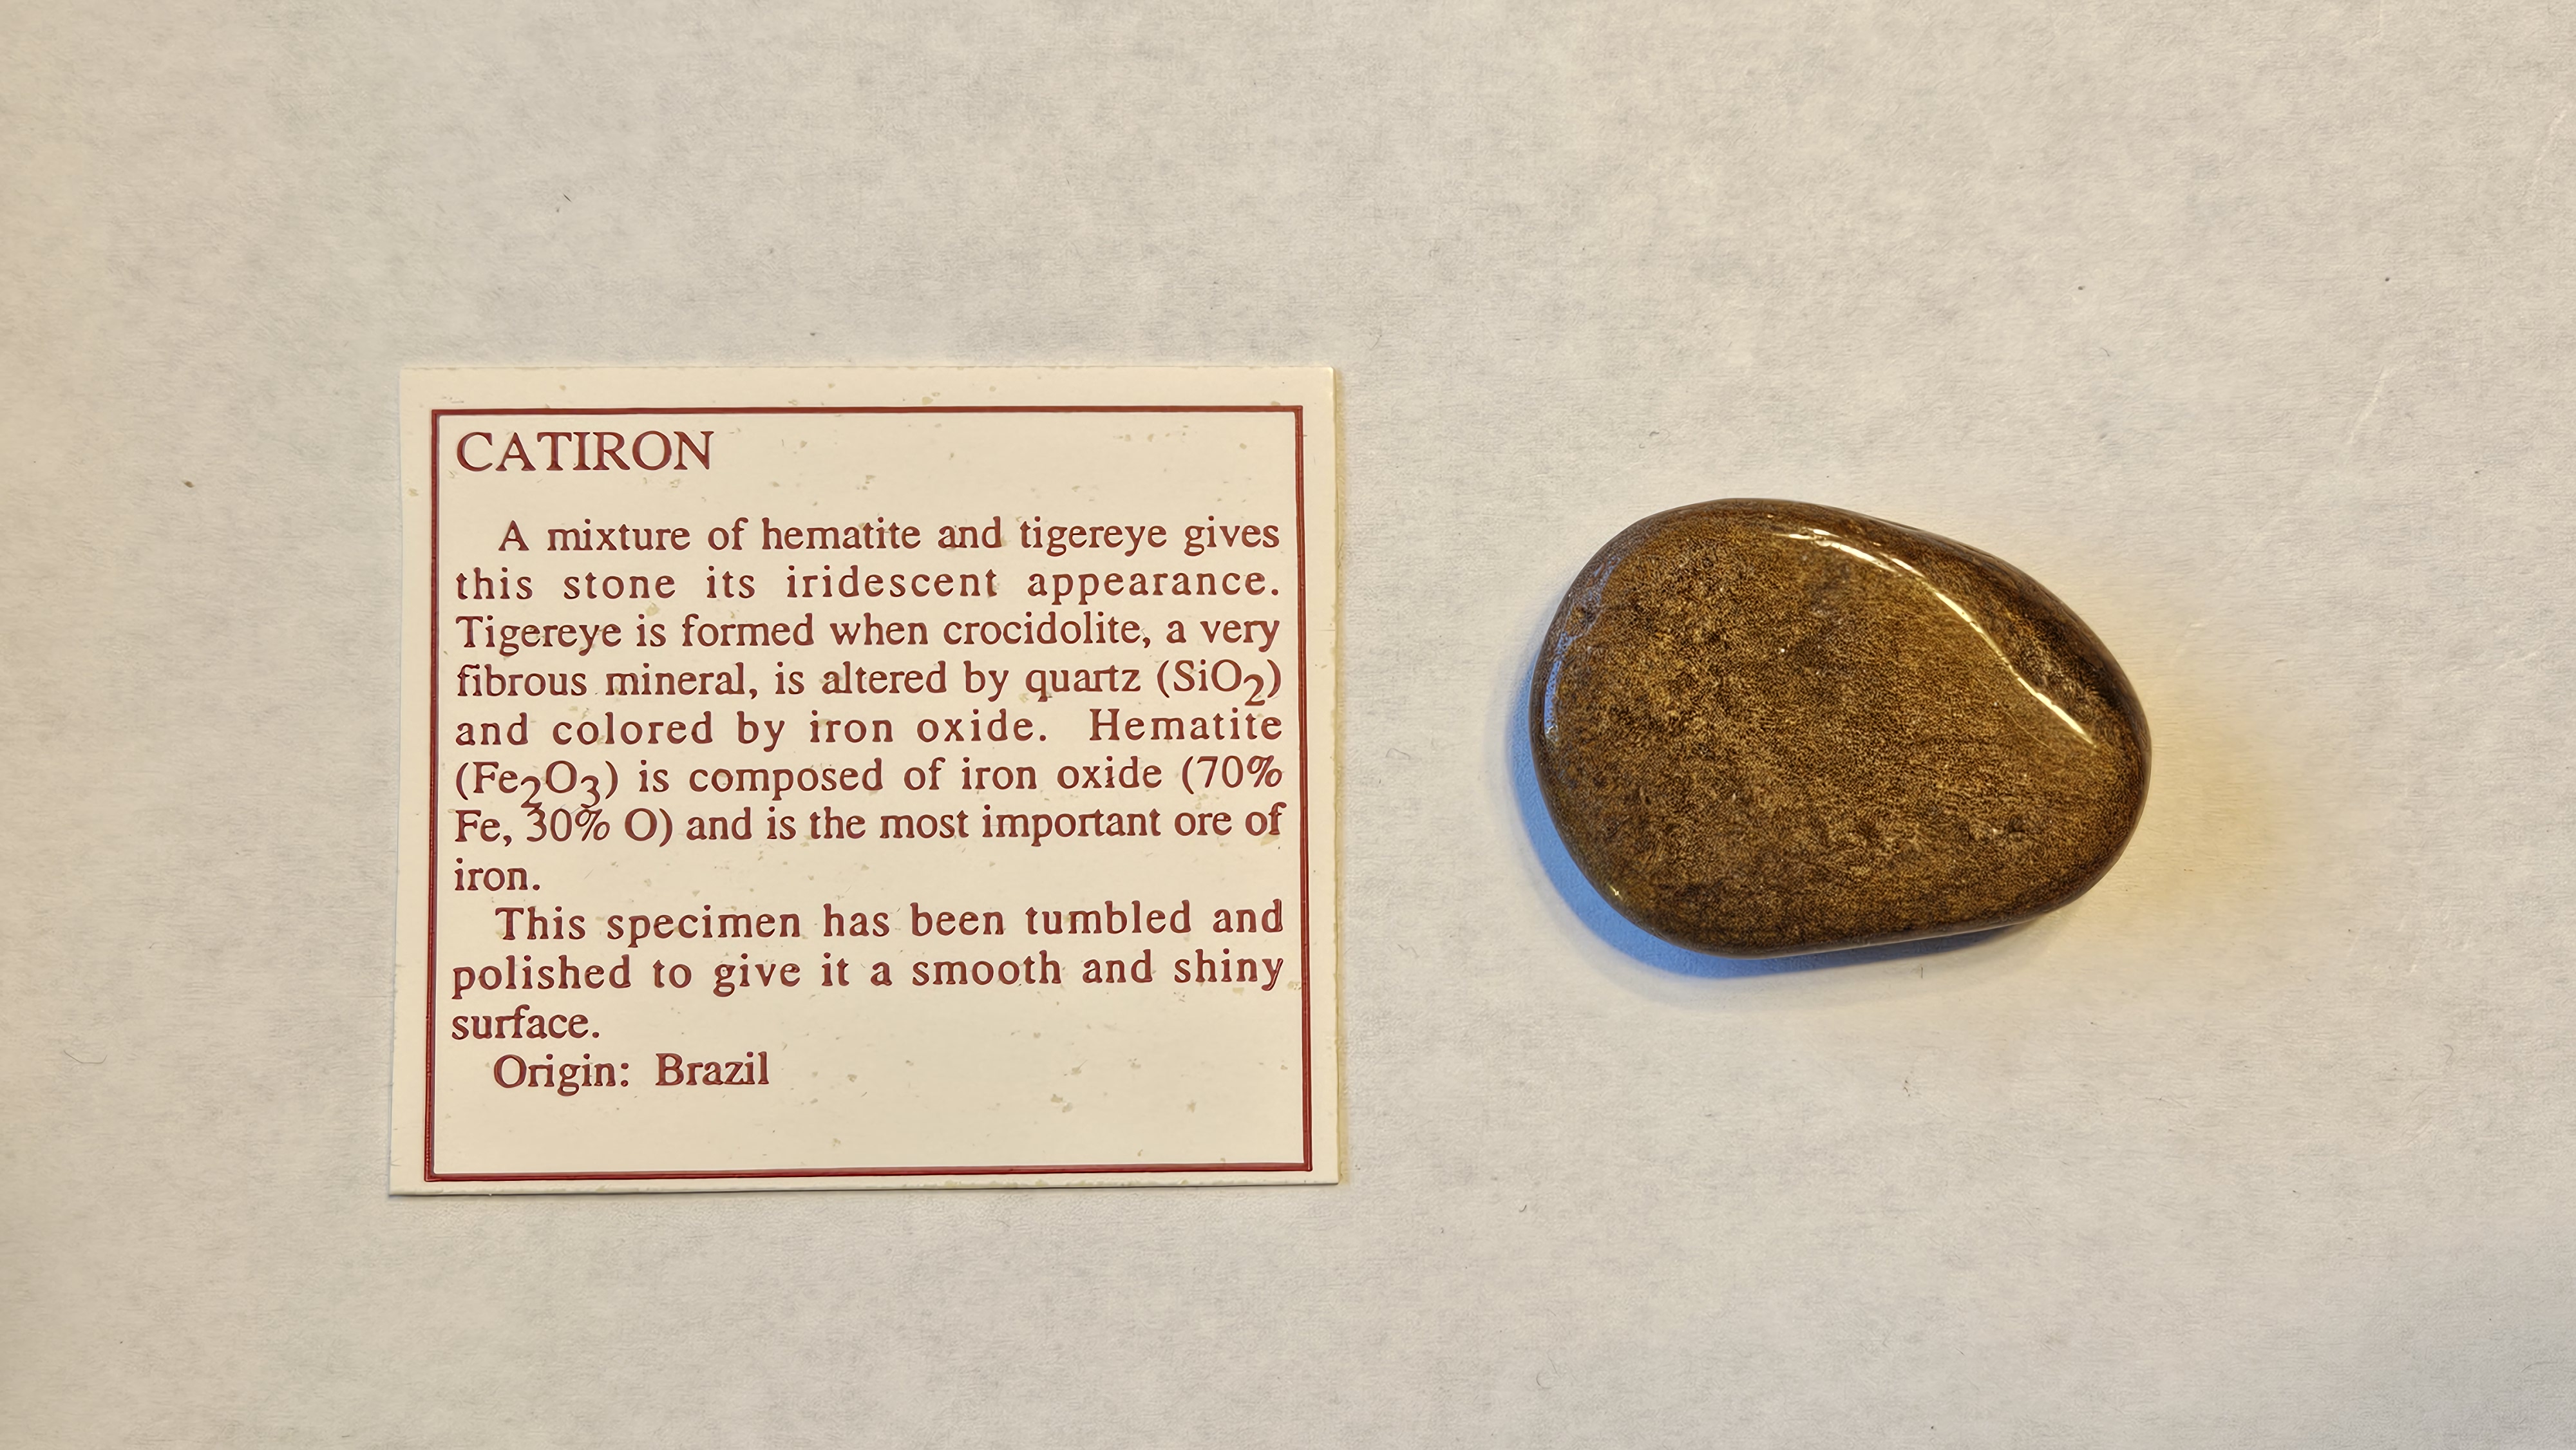 CATIRON
A mixture of hematite and tigereye gives
this stone its iridescent appearance.
Tigereye is formed when crocidolite, a very
fibrous mineral, is altered by quartz (SiO₂)
and colored by iron oxide. Hematite
(Fe₂O₃) is composed of iron oxide (70%
Fe, 30% O) and is the most important ore of
iron.
This specimen has been tumbled and
polished to give it a smooth and shiny
surface.
Origin: Brazil